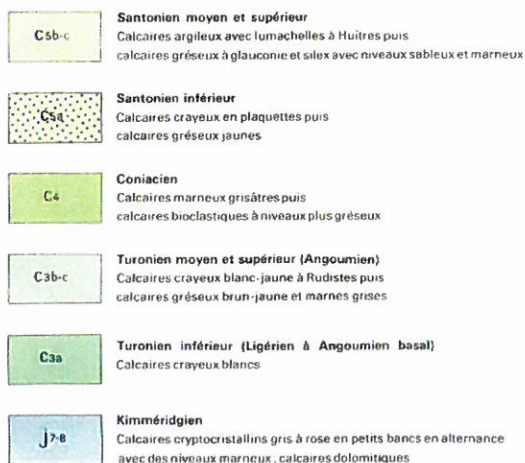 Santonien moyen et supérieur
C5b-c
Calcaires argileux avec lumachelles à Huîtres puis
calcaires gréseux à glauconie et silex avec niveaux sableux et marneux
Santonien inférieur
C5a
Calcaires crayeux en plaquettes puis
calcaires gréseux jaunes
Coniacien
C4
Calcaires marneux grisâtres puis
calcaires bioclastiques à niveaux plus gréseux
Turonien moyen et supérieur (Angoumien)
C3b-c
Calcaires crayeux blanc-jaune à Rudistes puis
calcaires gréseux brun-jaune et marnes grises
Turonien inférieur (Ligérien à Angoumien basal)
C3a
Calcaires crayeux blancs
Kimméridgien
j7-8
Calcaires cryptocristallins gris à rose en petits bancs en alternance
avec des niveaux marneux, calcaires dolomitiques